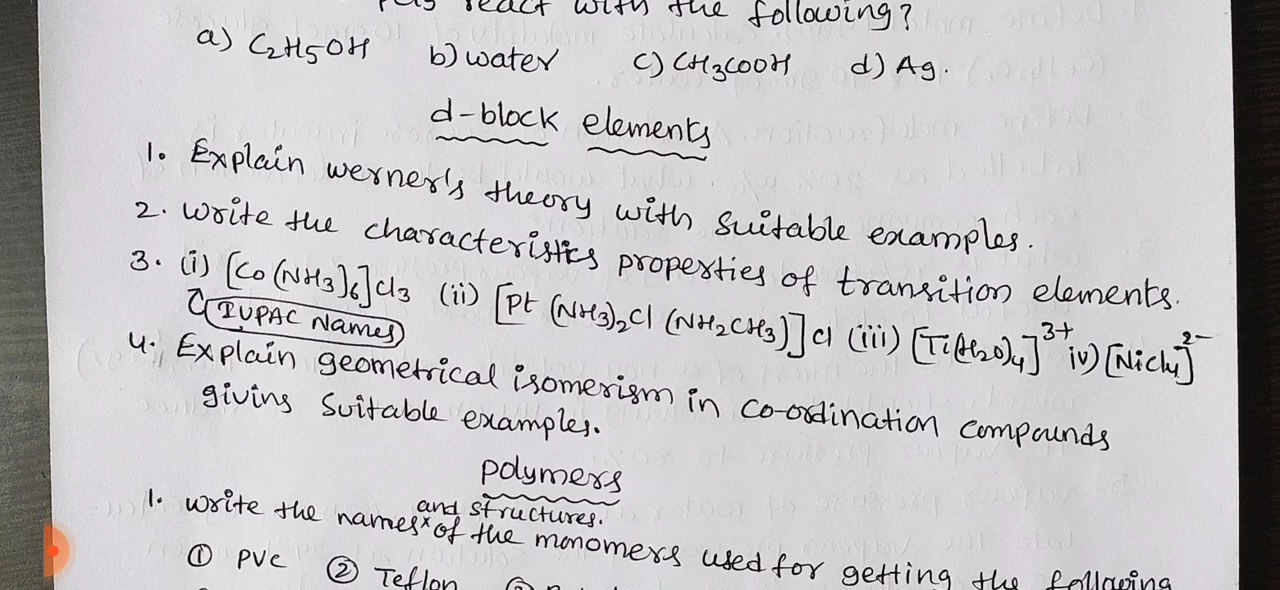 react with the following?
a) C2H5OH b) water c) CH3COOH d) Ag.
d-block elements
1. Explain werner's theory with suitable examples.
2. write the characteristics properties of transition elements.
3. (i) [Co(NH3)6]Cl3 (ii) [Pt (NH3)2Cl (NH2CH3)]Cl (iii) [Ti(H2O)4]3+ iv) [Nicl4]2-
IUPAC Names
4. Explain geometrical isomerism in co-ordination compounds
giving suitable examples.
polymers
and structures.
1. write the names of the monomers used for getting the following
① PVC ② Teflon